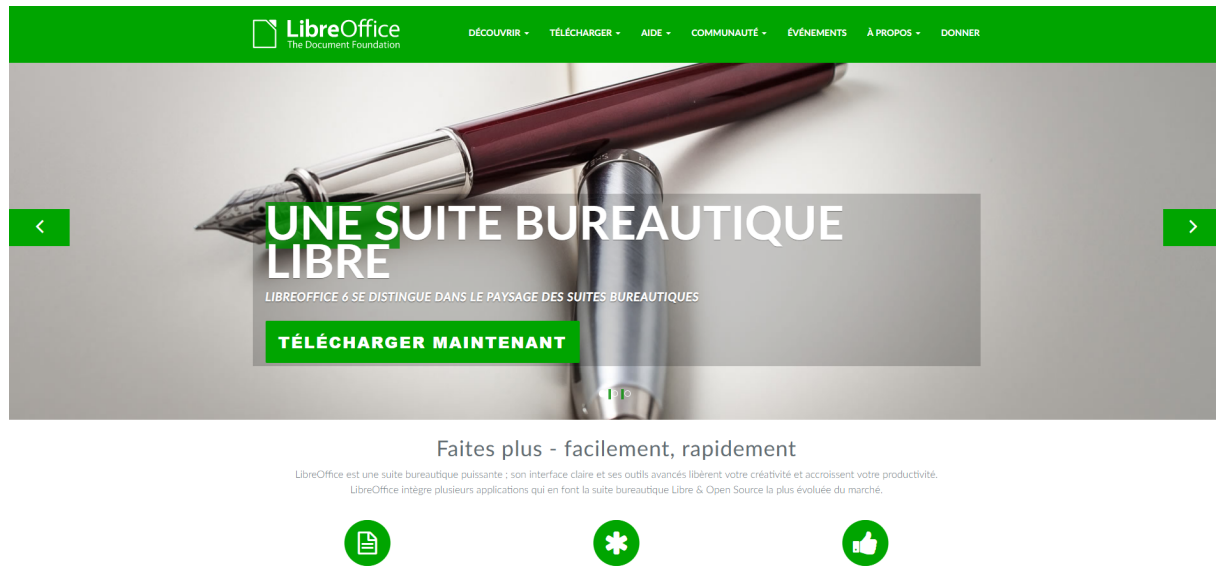 LibreOffice
The Document Foundation
DÉCOUVRIR TÉLÉCHARGER AIDE COMMUNAUTÉ ÉVÉNEMENTS À PROPOS DONNER
UNE SUITE BUREAUTIQUE
LIBRE
LIBREOFFICE 6 SE DISTINGUE DANS LE PAYSAGE DES SUITES BUREAUTIQUES
TÉLÉCHARGER MAINTENANT
Faites plus - facilement, rapidement
LibreOffice est une suite bureautique puissante ; son interface claire et ses outils avancés libèrent votre créativité et accroissent votre productivité.
LibreOffice intègre plusieurs applications qui en font la suite bureautique Libre & Open Source la plus évoluée du marché.